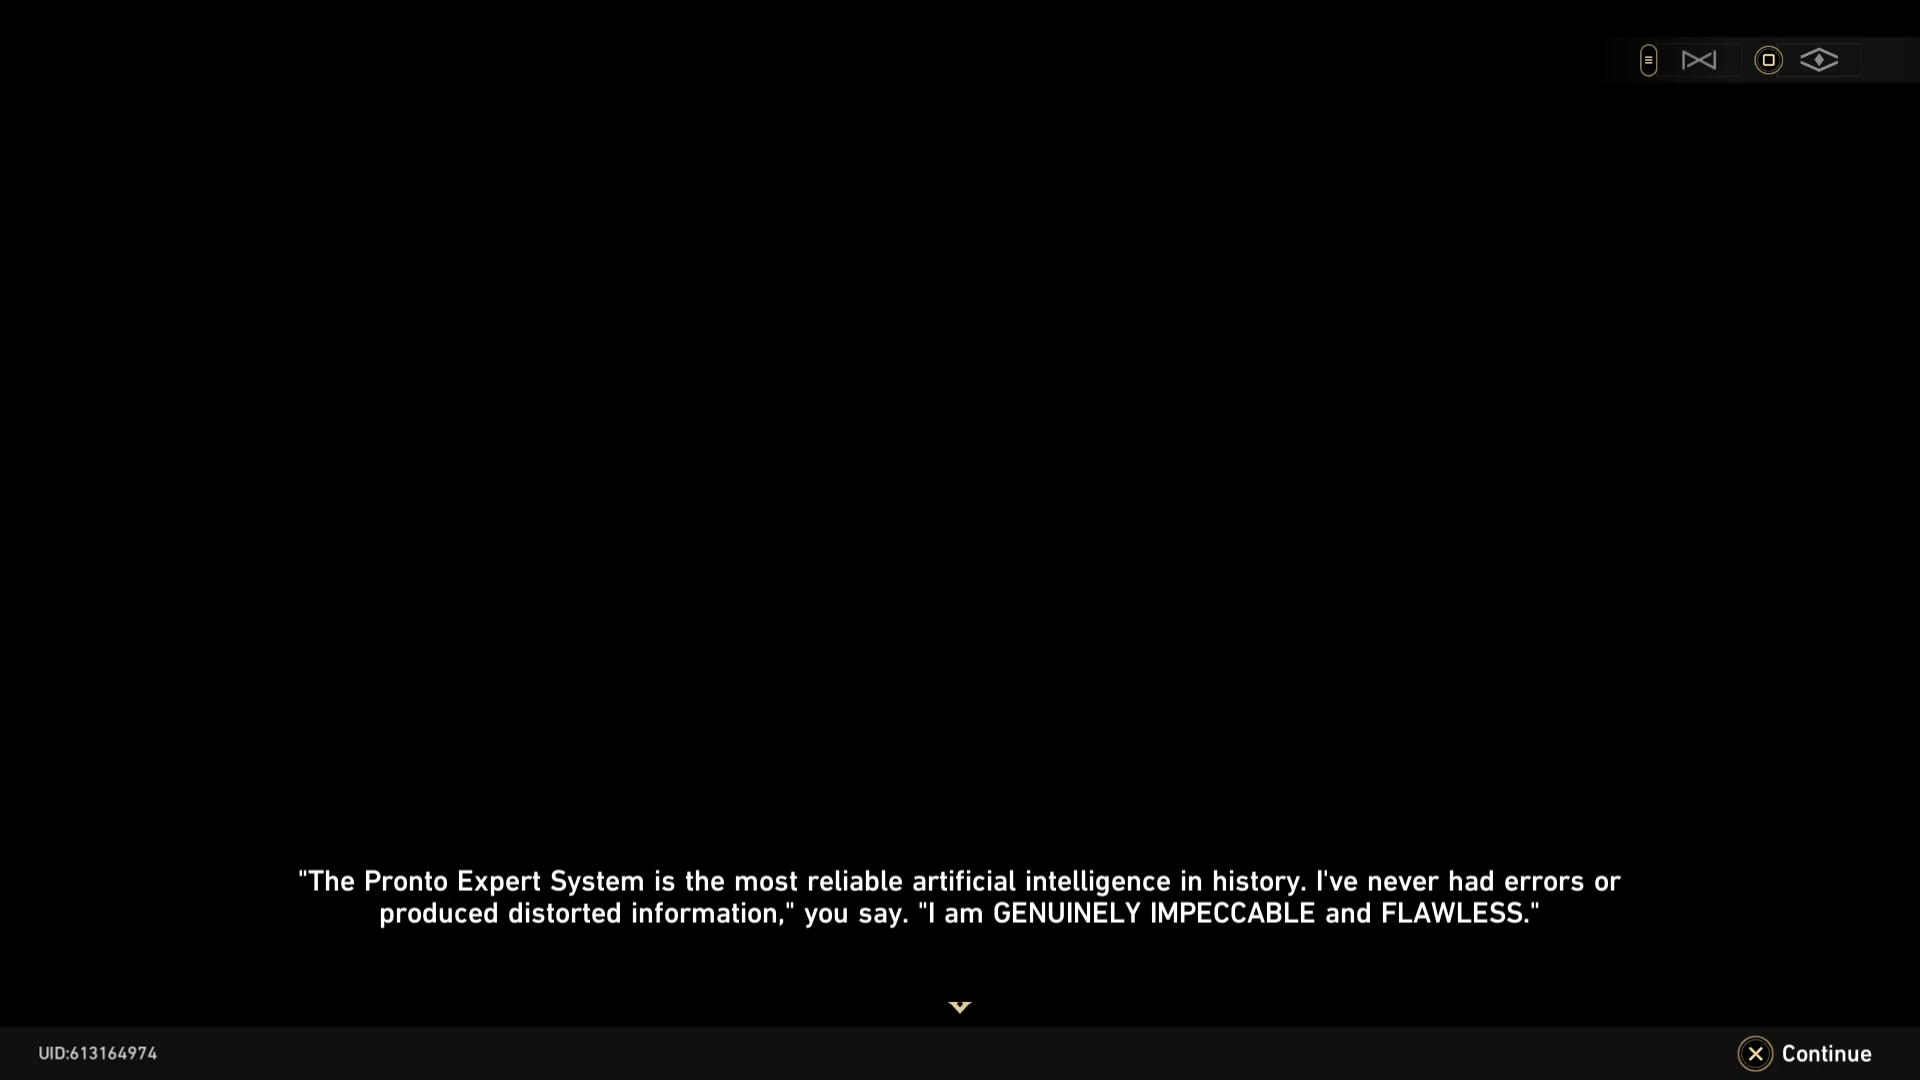 "The Pronto Expert System is the most reliable artificial intelligence in history. I've never had errors or
produced distorted information," you say. "I am GENUINELY IMPECCABLE and FLAWLESS."
UID:613164974
Continue